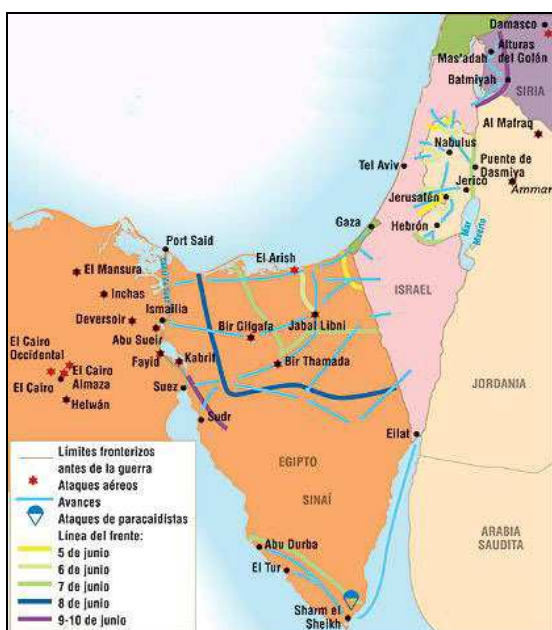 Damasco
Alturas
del Golán
Mas'adah
Batmiyah
SIRIA
Al Mafraq
Nabulus
Tel Aviv
Puente de
Dasmiya
Jericó
Ammar
Jerusalén
Gaza
Hebrón
Mar
Muerto
Port Said
El Arish
El Mansura
ISRAEL
Inchas
Ismailia
Deversoir
Bir Gifgafa
Jabal Libni
Abu Sueir
El Cairo
Occidental
Fayid
Kabrit
Bir Thamada
El Cairo
Almaza
El Cairo
Suez
JORDANIA
Helwán
Sudr
Eilat
Límites fronterizos
antes de la guerra
Ataques aéreos
Avances
Ataques de paracaidistas
Línea del frente:
5 de junio
6 de junio
7 de junio
8 de junio
9-10 de junio
EGIPTO
SINAÍ
ARABIA
SAUDITA
Abu Durba
El Tur
Sharm el
Sheikh